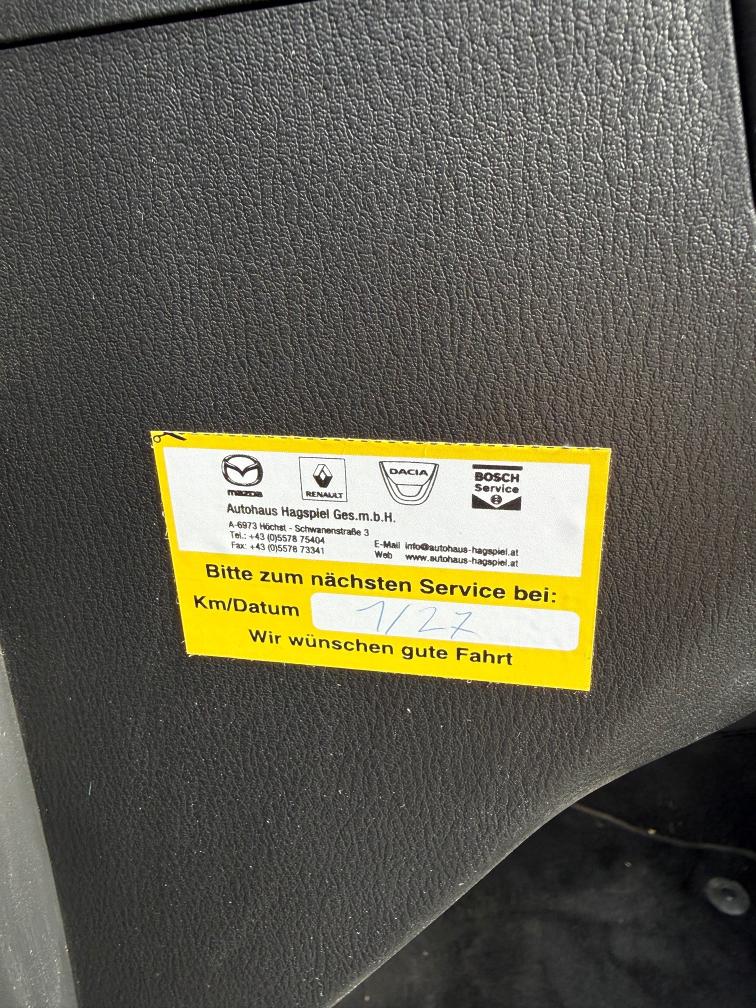 mazda
RENAULT
DACIA
BOSCH
Service
Autohaus Hagspiel Ges.m.b.H.
A-6973 Höchst - Schwanenstraße 3
Tel.: +43 (0)5578 75404
Fax: +43 (0)5578 73341
E-Mail info@autohaus-hagspiel.at
Web www.autohaus-hagspiel.at
Bitte zum nächsten Service bei:
Km/Datum 1/27
Wir wünschen gute Fahrt